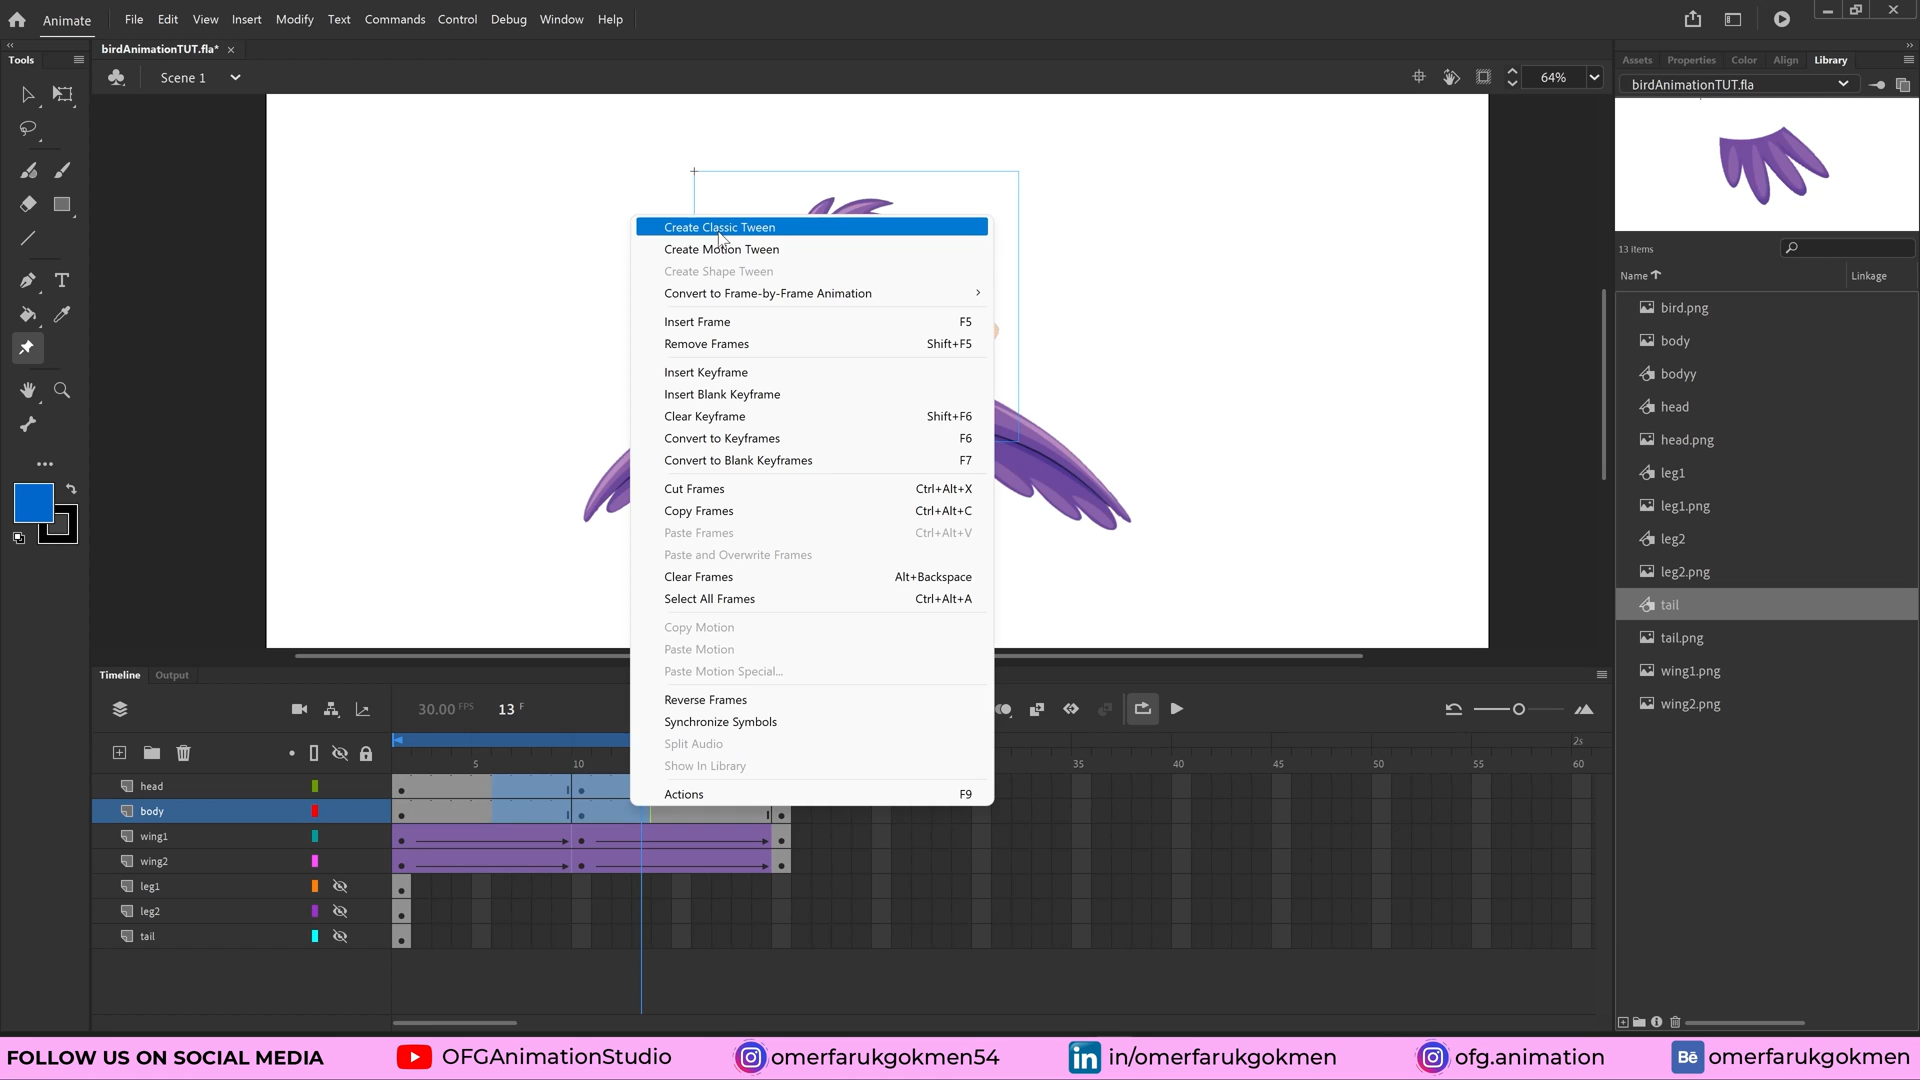 Animate File Edit View Insert Modify Text Commands Control Debug Window Help
birdAnimationTUT.fla*
Tools
Scene 1
64%
Assets Properties Color Align Library
birdAnimationTUT.fla
13 items
Name Linkage
bird.png
body
bodyy
head
head.png
leg1
leg1.png
leg2
leg2.png
tail
tail.png
wing1.png
wing2.png
T
Create Classic Tween
Create Motion Tween
Create Shape Tween
Convert to Frame-by-Frame Animation
Insert Frame F5
Remove Frames Shift+F5
Insert Keyframe
Insert Blank Keyframe
Clear Keyframe Shift+F6
Convert to Keyframes F6
Convert to Blank Keyframes F7
Cut Frames Ctrl+Alt+X
Copy Frames Ctrl+Alt+C
Paste Frames Ctrl+Alt+V
Paste and Overwrite Frames
Clear Frames Alt+Backspace
Select All Frames Ctrl+Alt+A
Copy Motion
Paste Motion
Paste Motion Special...
Reverse Frames
Synchronize Symbols
Split Audio
Show In Library
Actions F9
Timeline Output
30.00 FPS 13 F
2s
5 10 35 40 45 50 55 60
head
body
wing1
wing2
leg1
leg2
tail
FOLLOW US ON SOCIAL MEDIA OFGAnimationStudio omerfarukgokmen54 in in/omerfarukgokmen ofg.animation Bē omerfarukgokmen